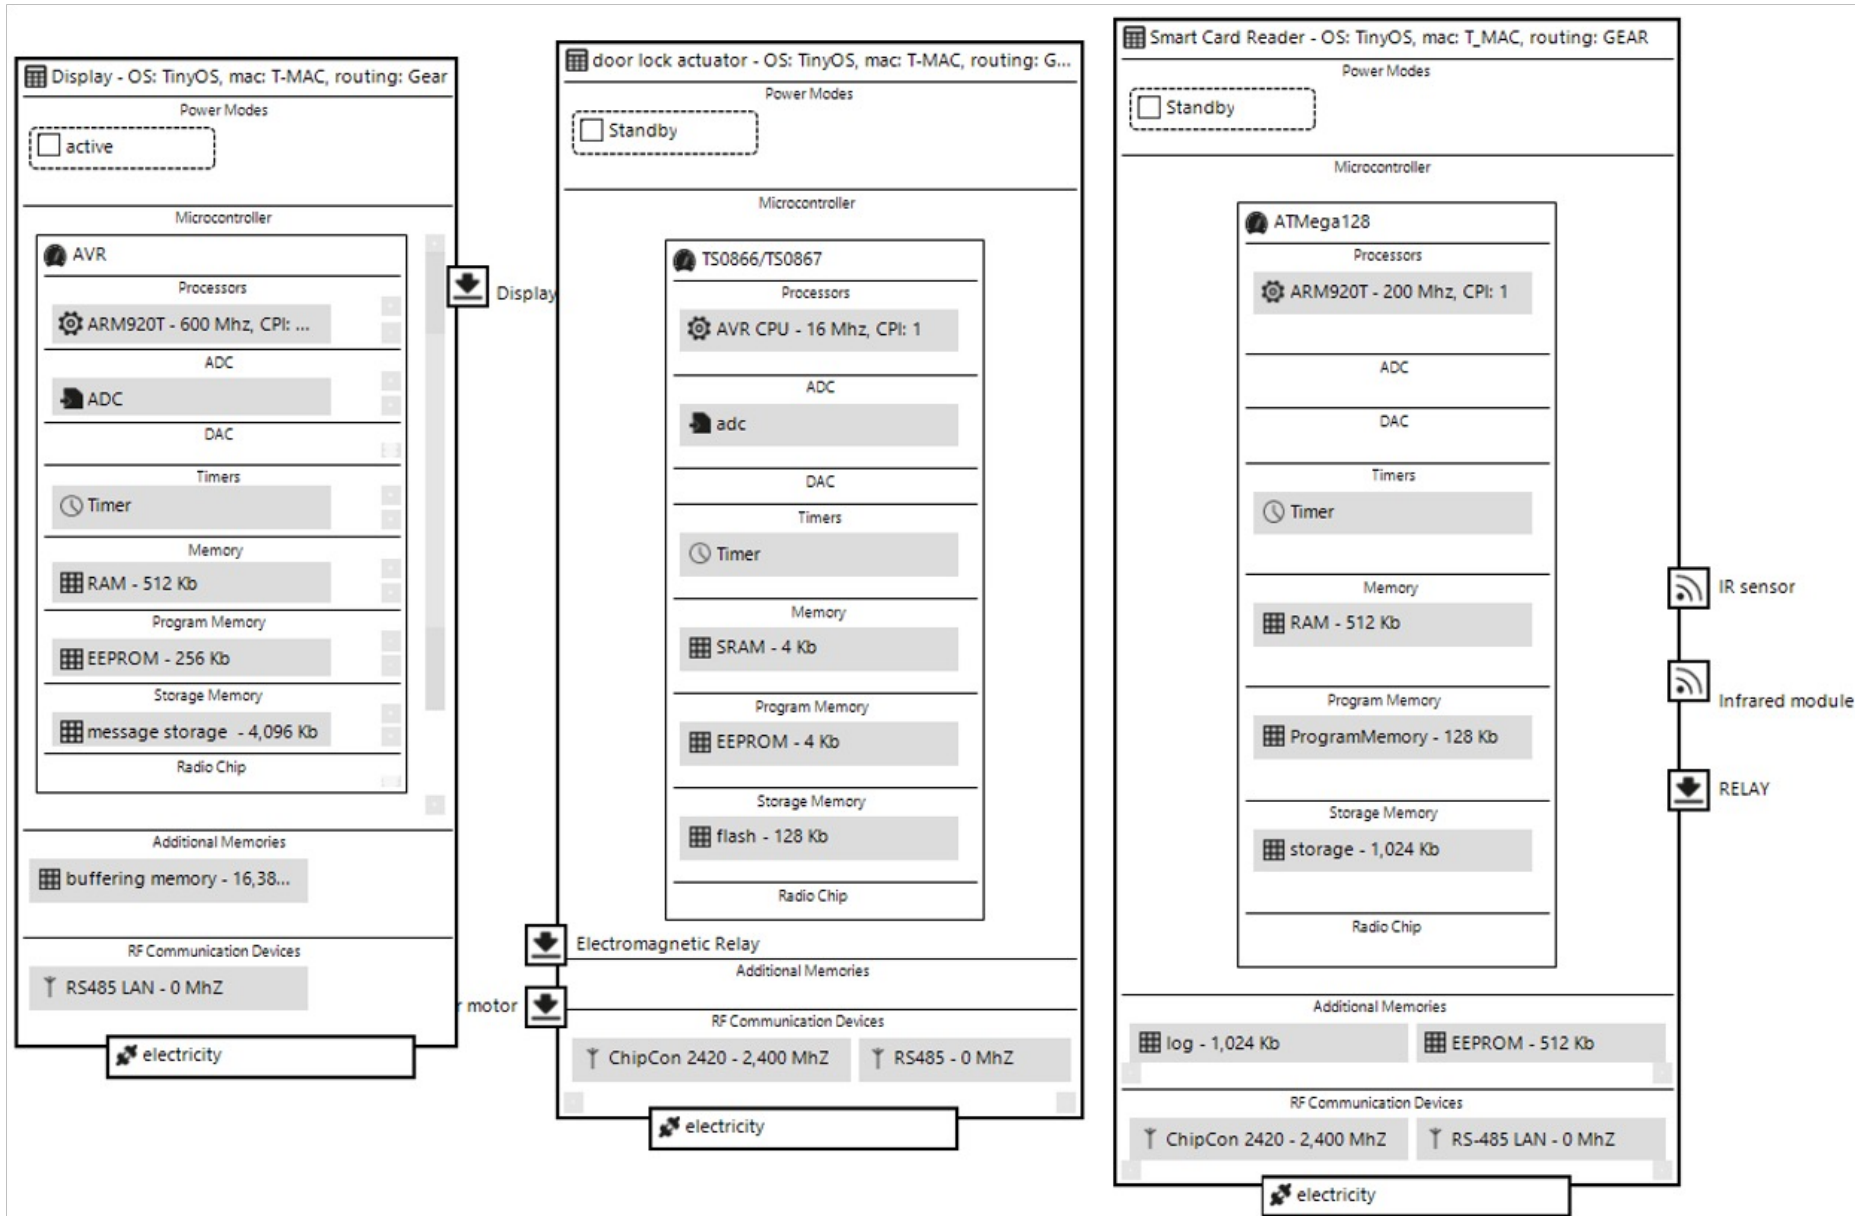 Display - OS: TinyOS, mac: T-MAC, routing: Gear
Power Modes
active
Microcontroller
AVR
Processors
ARM920T - 600 Mhz, CPI: ...
ADC
ADC
DAC
Timers
Timer
Memory
RAM - 512 Kb
Program Memory
EEPROM - 256 Kb
Storage Memory
message storage - 4,096 Kb
Radio Chip
Additional Memories
buffering memory - 16,38...
RF Communication Devices
RS485 LAN - 0 MhZ
electricity
Display
door lock actuator - OS: TinyOS, mac: T-MAC, routing: G...
Power Modes
Standby
Microcontroller
TS0866/TS0867
Processors
AVR CPU - 16 Mhz, CPI: 1
ADC
adc
DAC
Timers
Timer
Memory
SRAM - 4 Kb
Program Memory
EEPROM - 4 Kb
Storage Memory
flash - 128 Kb
Radio Chip
Electromagnetic Relay
Additional Memories
r motor
RF Communication Devices
ChipCon 2420 - 2,400 MhZ
RS485 - 0 MhZ
electricity
Smart Card Reader - OS: TinyOS, mac: T_MAC, routing: GEAR
Power Modes
Standby
Microcontroller
ATMega128
Processors
ARM920T - 200 Mhz, CPI: 1
ADC
DAC
Timers
Timer
Memory
RAM - 512 Kb
Program Memory
ProgramMemory - 128 Kb
Storage Memory
storage - 1,024 Kb
Radio Chip
Additional Memories
log - 1,024 Kb
EEPROM - 512 Kb
RF Communication Devices
ChipCon 2420 - 2,400 MhZ
RS-485 LAN - 0 MhZ
electricity
IR sensor
Infrared module
RELAY